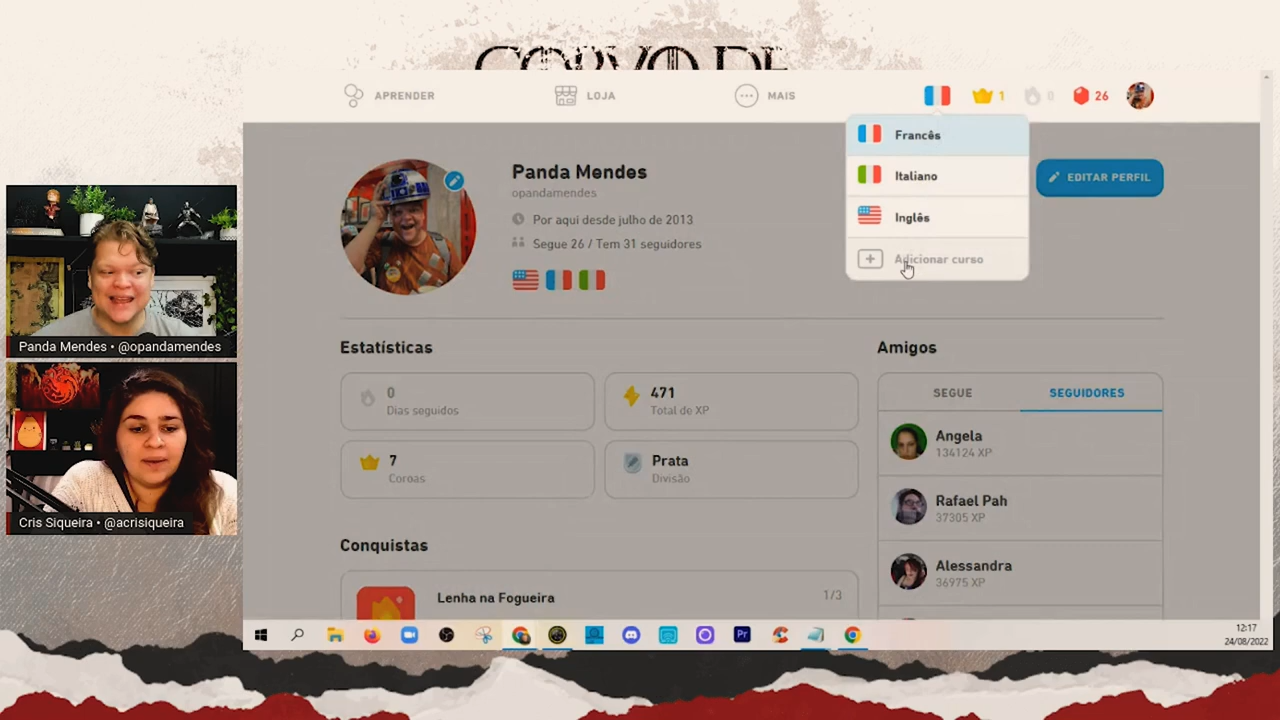 CORVO DE
APRENDER
LOJA
MAIS
1
0
26
Francês
Italiano
Inglês
Adicionar curso
Panda Mendes
opandamendes
Por aqui desde julho de 2013
Segue 26 / Tem 31 seguidores
EDITAR PERFIL
Panda Mendes • @opandamendes
Cris Siqueira • @acrisiqueira
Estatísticas
0
Dias seguidos
471
Total de XP
7
Coroas
Prata
Divisão
Conquistas
Lenha na Fogueira
1/3
Amigos
SEGUE
SEGUIDORES
Angela
134124 XP
Rafael Pah
37305 XP
Alessandra
36975 XP
Pr
12:17
24/08/2022